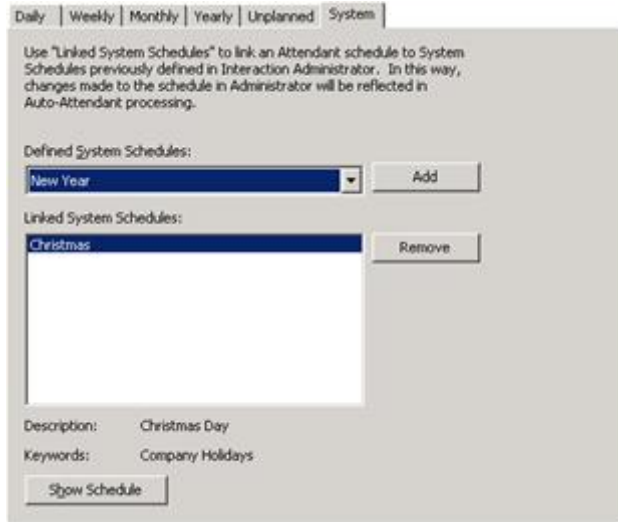 Daily Weekly Monthly Yearly Unplanned System
Use "Linked System Schedules" to link an Attendant schedule to System
Schedules previously defined in Interaction Administrator. In this way,
changes made to the schedule in Administrator will be reflected in
Auto-Attendant processing.
Defined System Schedules:
New Year Add
Linked System Schedules:
Christmas Remove
Description: Christmas Day
Keywords: Company Holidays
Show Schedule